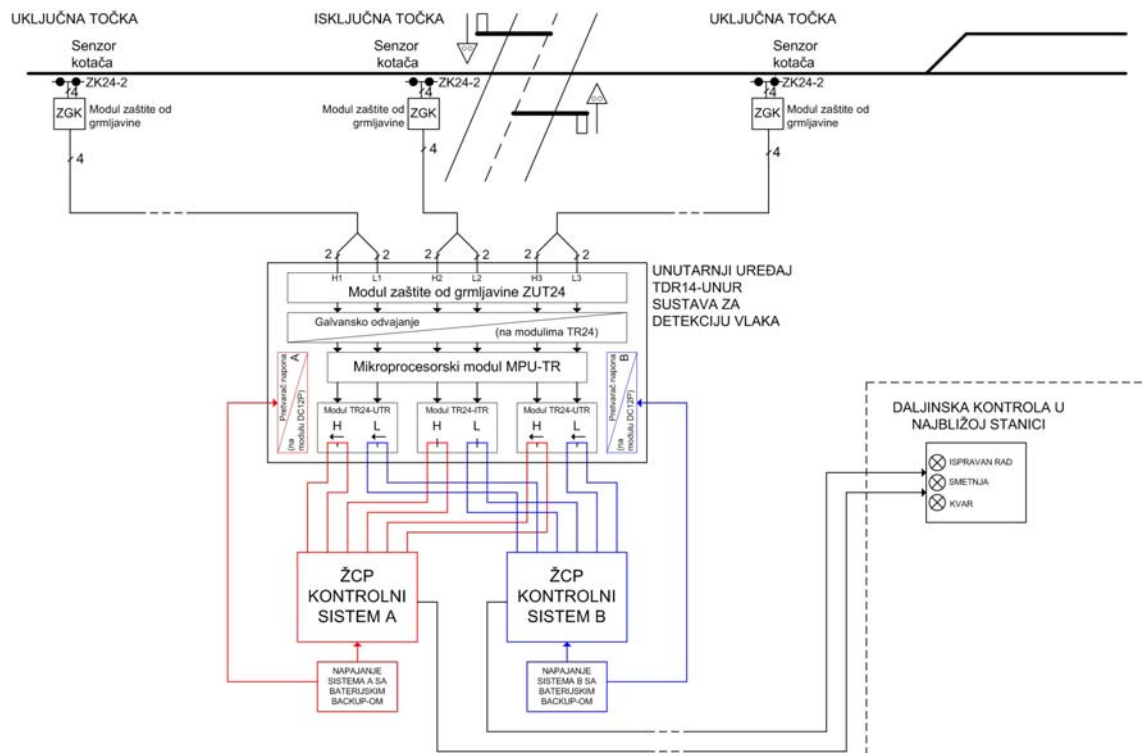 UKLJUČNA TOČKA
ISKLJUČNA TOČKA
UKLJUČNA TOČKA
Senzor
kotača
Senzor
kotača
Senzor
kotača
ZK24-2
ZK24-2
ZK24-2
4
4
4
ZGK
Modul zaštite od
grmljavine
Modul zaštite od
grmljavine
ZGK
ZGK
Modul zaštite od
grmljavine
4
4
4
2
2
2
2
2
2
H1
L1
H2
L2
H3
L3
Modul zaštite od grmljavine ZUT24
UNUTARNJI UREĐAJ
TDR14-UNUR
SUSTAVA ZA
DETEKCIJU VLAKA
Galvansko odvajanje
(na modulima TR24)
Mikroprocesorski modul MPU-TR
Pretvarač napona
A
(na
modulu DC12P)
Pretvarač napona
B
(na
modulu DC12P)
Modul TR24-UTR
H
L
Modul TR24-ITR
H
L
Modul TR24-UTR
H
L
DALJINSKA KONTROLA U
NAJBLIŽOJ STANICI
ISPRAVAN RAD
SMETNJA
KVAR
ŽCP
KONTROLNI
SISTEM A
ŽCP
KONTROLNI
SISTEM B
NAPAJANJE
SISTEMA A SA
BATERIJSKIM
BACKUP-OM
NAPAJANJE
SISTEMA B SA
BATERIJSKIM
BACKUP-OM